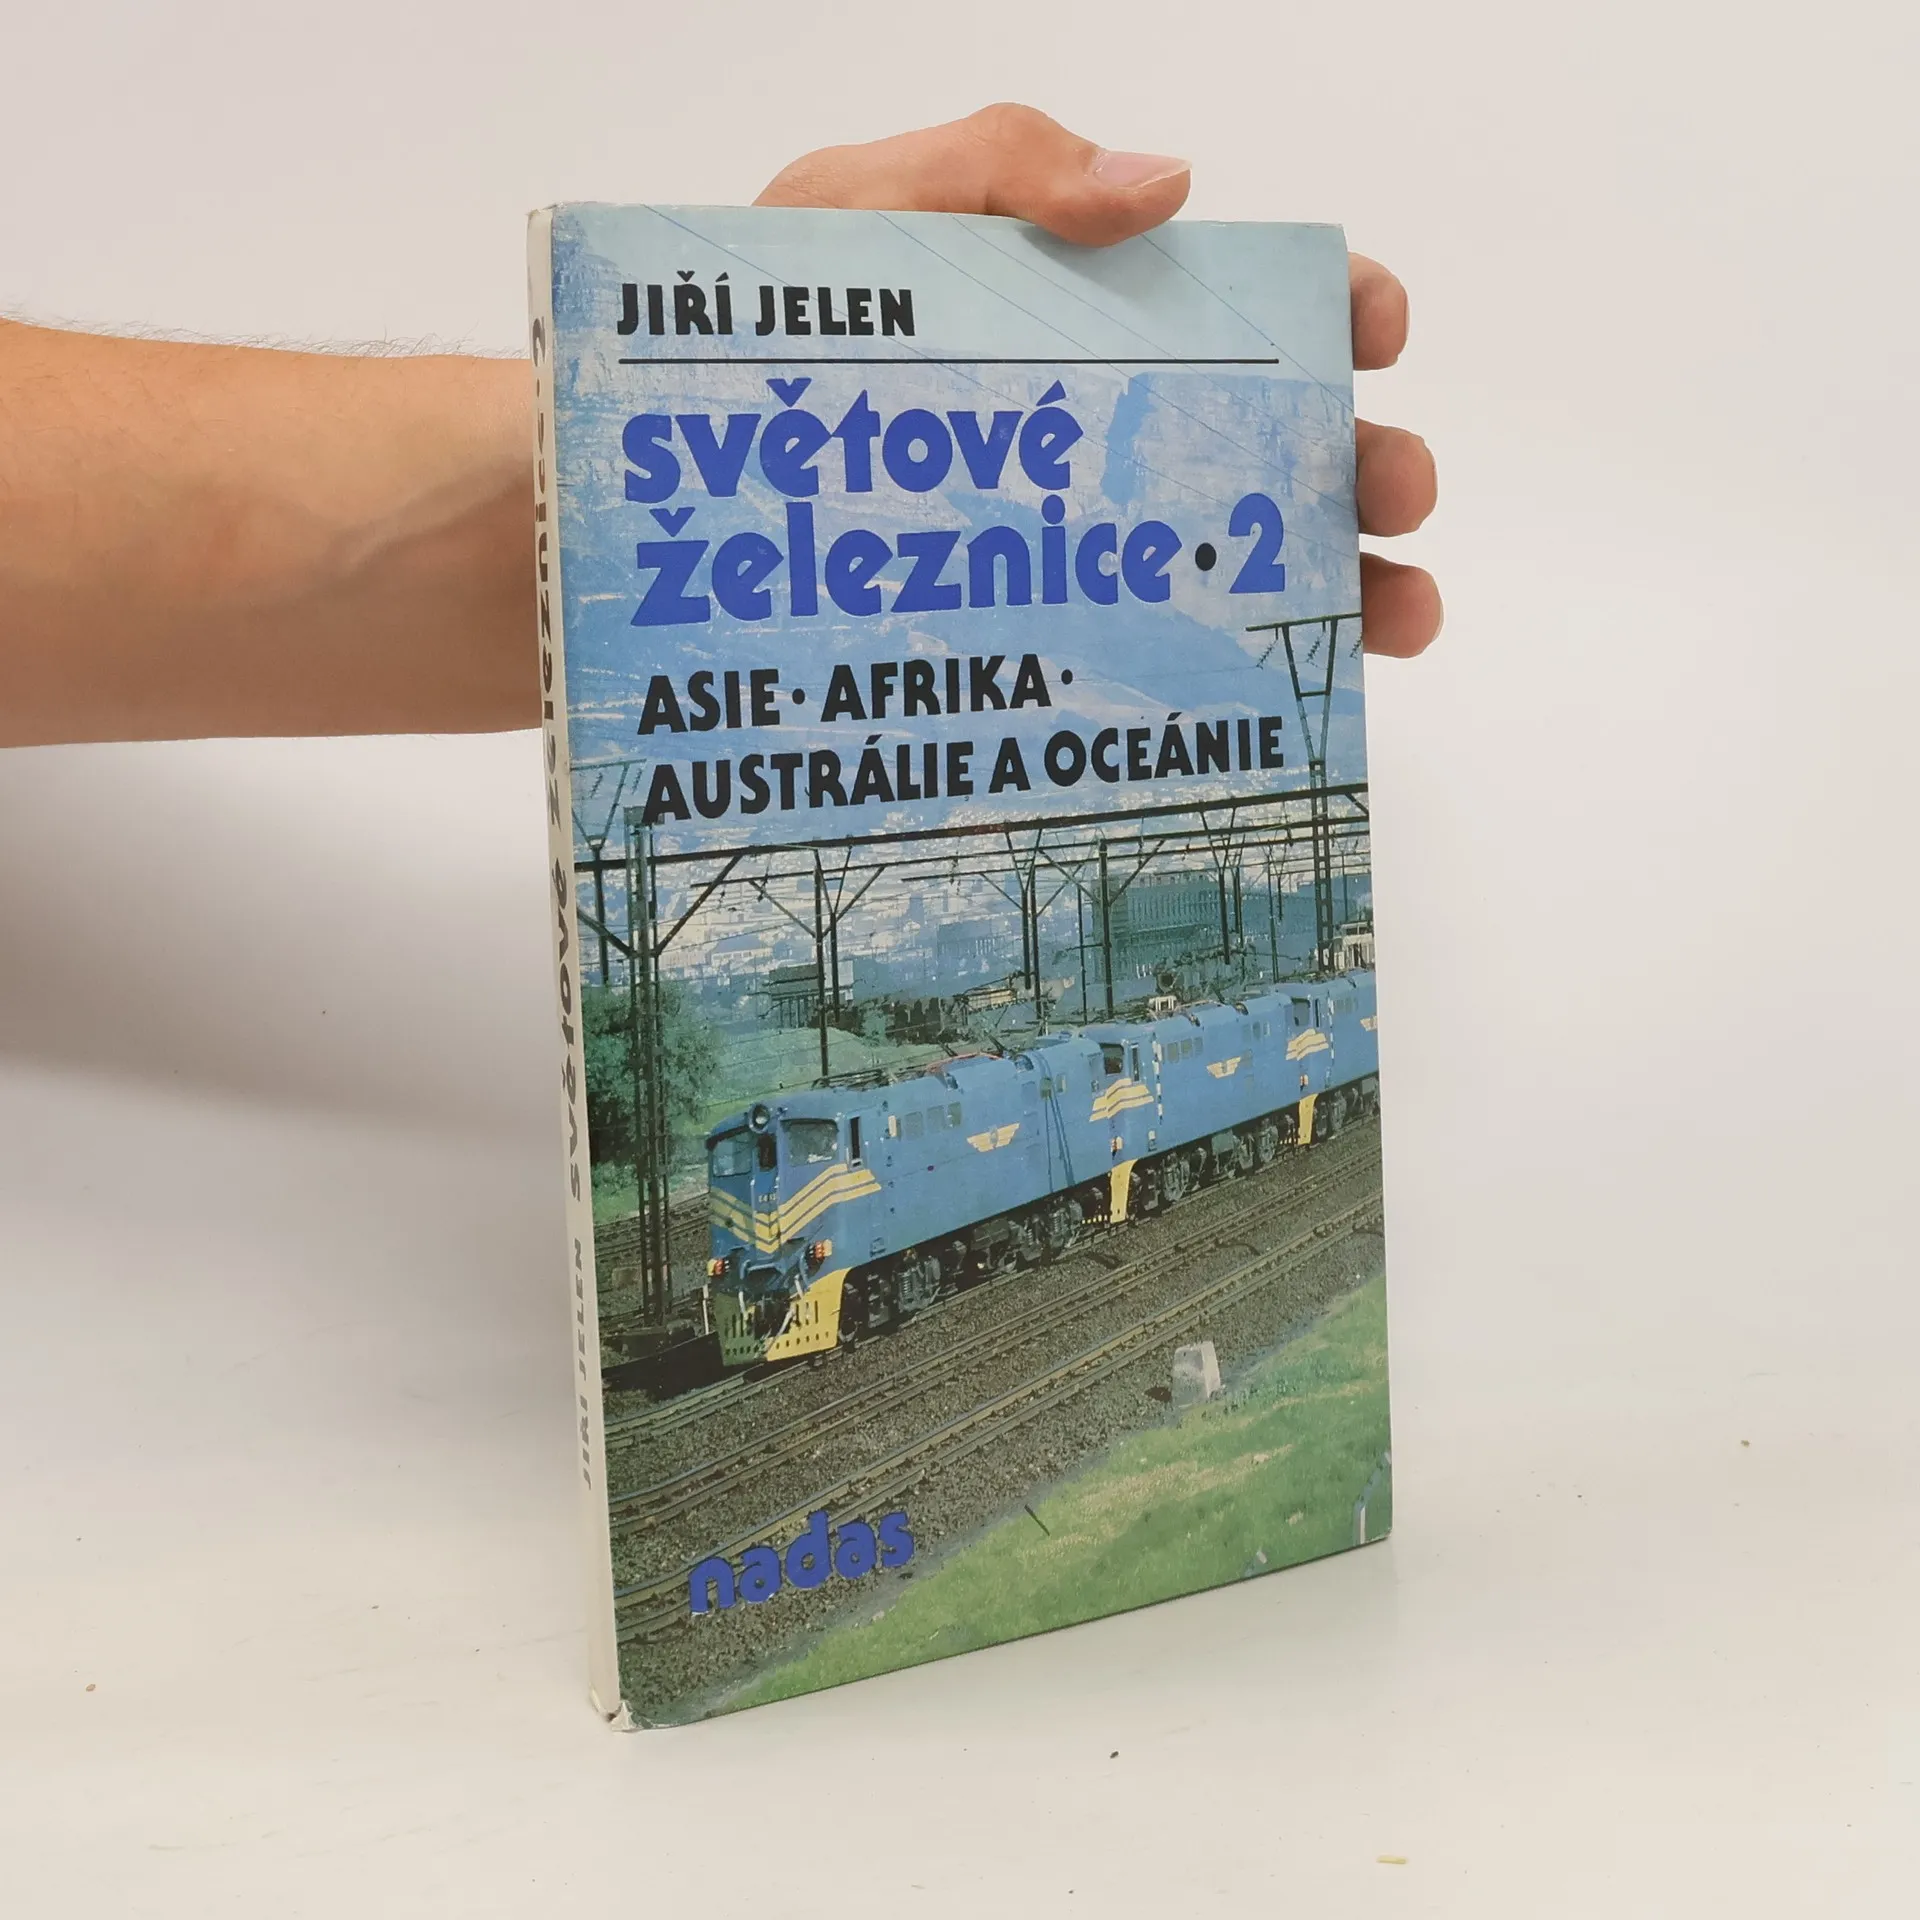 JIŘÍ JELEN
světové
železnice • 2
ASIE • AFRIKA •
AUSTRÁLIE A OCEÁNIE
nadas
JIŘÍ JELEN světové železnice • 2